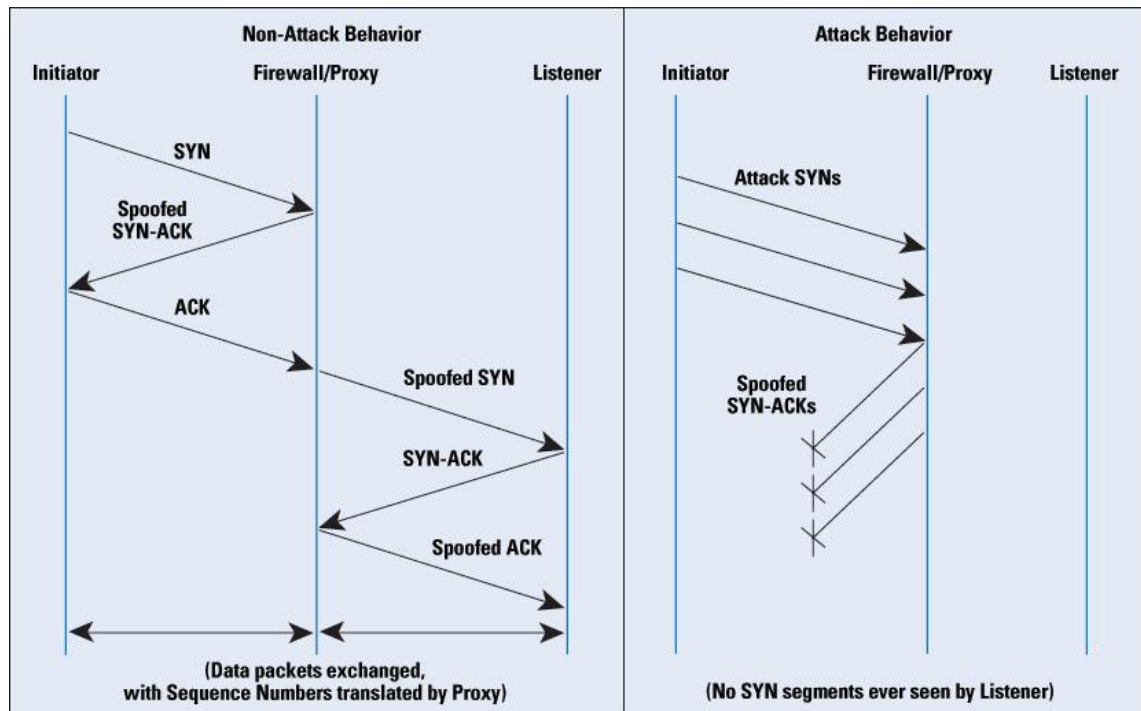 Non-Attack Behavior
Initiator
Firewall/Proxy
Listener
SYN
Spoofed
SYN-ACK
ACK
Spoofed SYN
SYN-ACK
Spoofed ACK
(Data packets exchanged,
with Sequence Numbers translated by Proxy)
Attack Behavior
Initiator
Firewall/Proxy
Listener
Attack SYNs
Spoofed
SYN-ACKs
(No SYN segments ever seen by Listener)